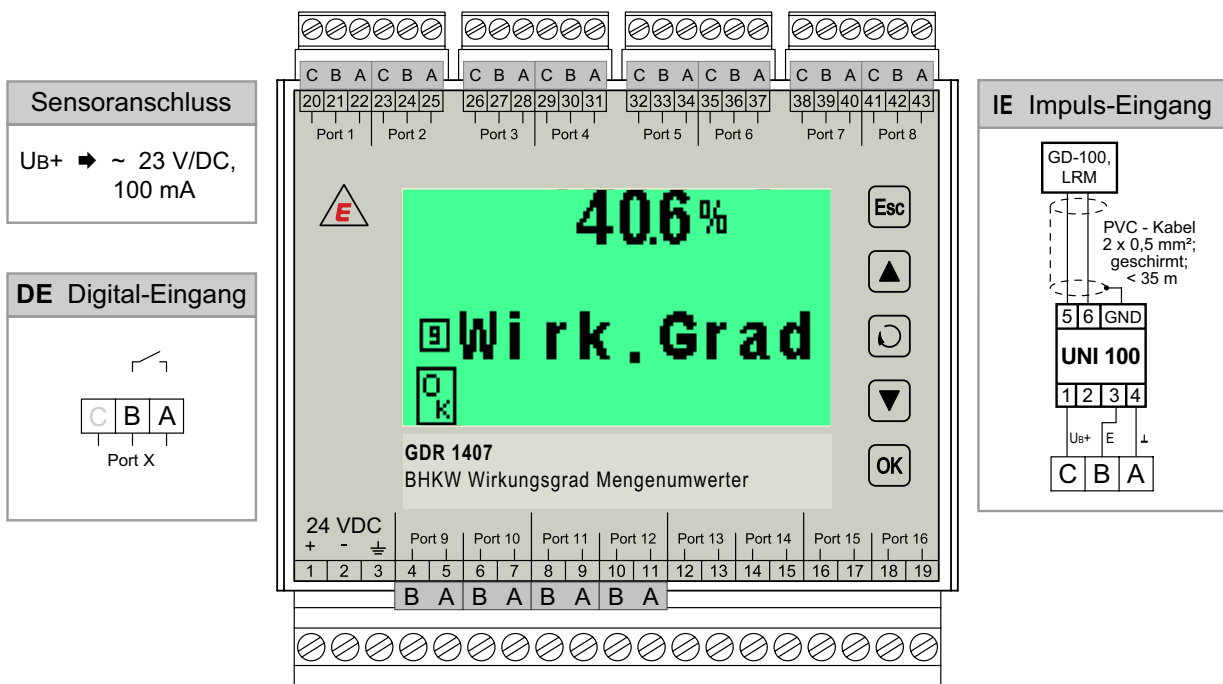 Sensoranschluss
UB+ ➡ ~ 23 V/DC,
100 mA
DE Digital-Eingang
C B A
Port X
C B A C B A C B A C B A C B A C B A C B A C B A
20 21 22 23 24 25 26 27 28 29 30 31 32 33 34 35 36 37 38 39 40 41 42 43
Port 1 Port 2 Port 3 Port 4 Port 5 Port 6 Port 7 Port 8
E
40.6%
9 Wirk.Grad
OK
Esc
OK
GDR 1407
BHKW Wirkungsgrad Mengenumwerter
24 VDC
+ -
Port 9 Port 10 Port 11 Port 12 Port 13 Port 14 Port 15 Port 16
1 2 3 4 5 6 7 8 9 10 11 12 13 14 15 16 17 18 19
B A B A B A B A
IE Impuls-Eingang
GD-100,
LRM
PVC - Kabel
2 x 0,5 mm²;
geschirmt;
< 35 m
5 6 GND
UNI 100
1 2 3 4
UB+ E ⊥
C B A